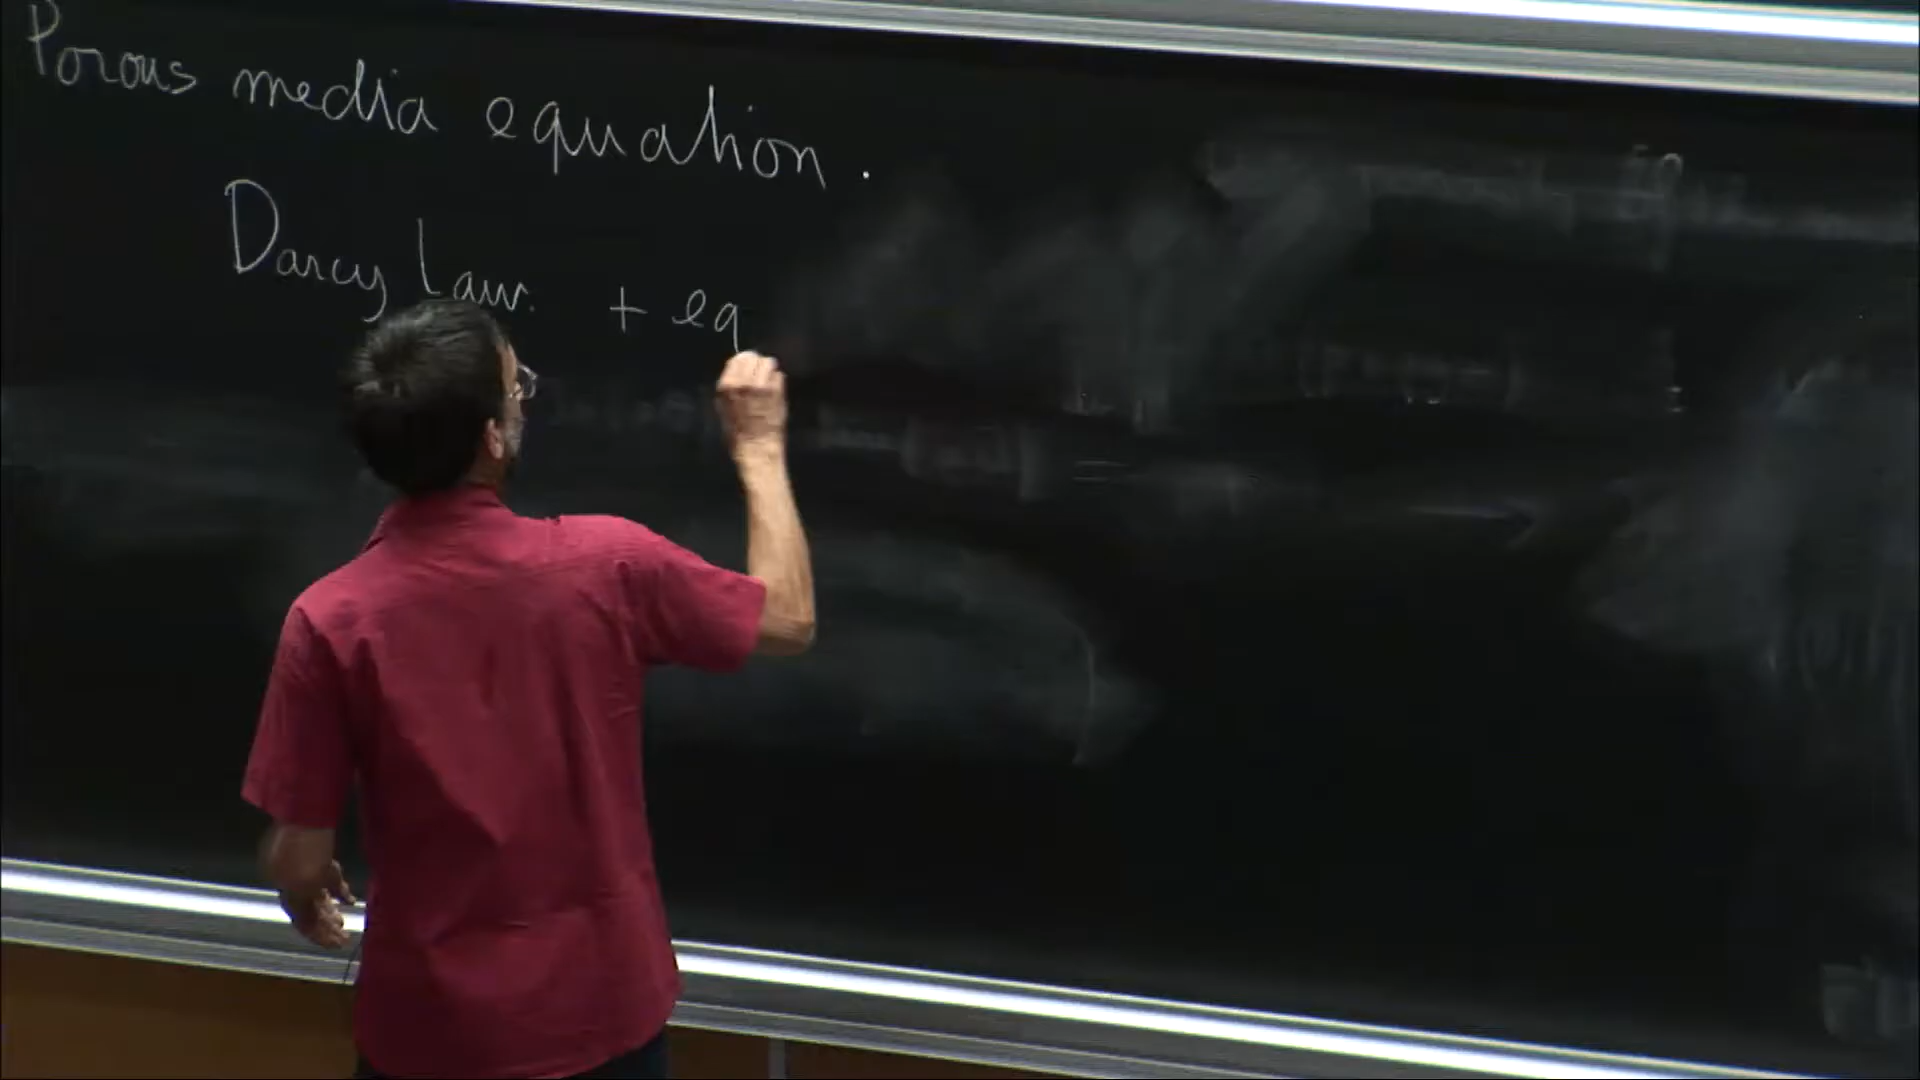 Porous media equation.
Darcy Law. + eq